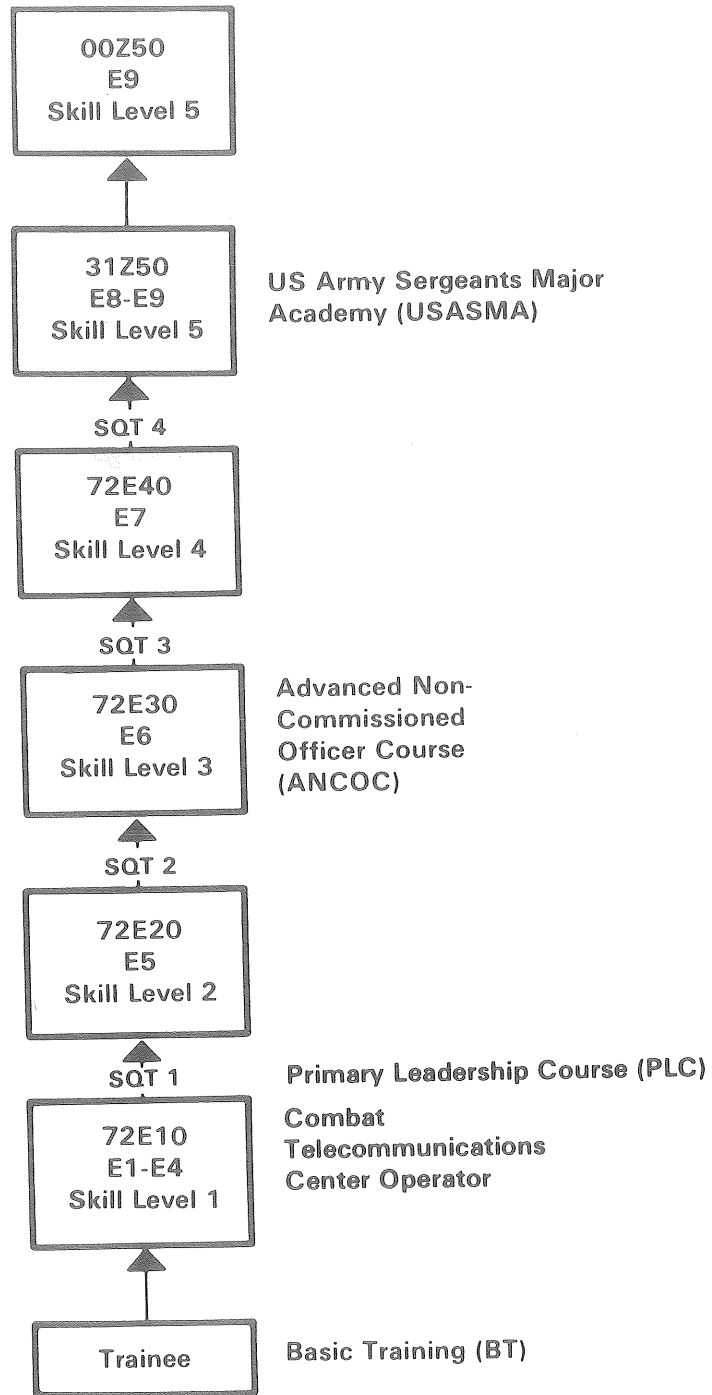 00Z50
E9
Skill Level 5
31Z50
E8-E9
Skill Level 5
US Army Sergeants Major
Academy (USASMA)
SQT 4
72E40
E7
Skill Level 4
SQT 3
72E30
E6
Skill Level 3
Advanced Non-
Commissioned
Officer Course
(ANCOC)
SQT 2
72E20
E5
Skill Level 2
SQT 1
Primary Leadership Course (PLC)
72E10
E1-E4
Skill Level 1
Combat
Telecommunications
Center Operator
Trainee
Basic Training (BT)